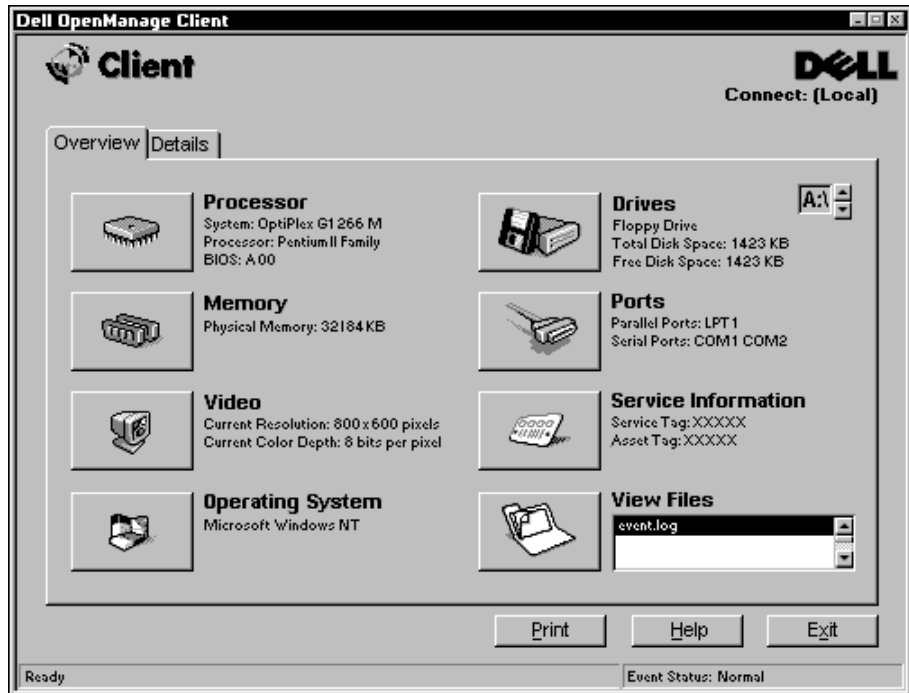 Dell OpenManage Client
Client
DELL
Connect: (Local)
Overview
Details
Processor
System: OptiPlex G1 266 M
Processor: Pentium II Family
BIOS: A00
Memory
Physical Memory: 32184 KB
Video
Current Resolution: 800 x 600 pixels
Current Color Depth: 8 bits per pixel
Operating System
Microsoft Windows NT
Drives
A:\
Floppy Drive
Total Disk Space: 1423 KB
Free Disk Space: 1423 KB
Ports
Parallel Ports: LPT1
Serial Ports: COM1 COM2
Service Information
Service Tag: XXXXX
Asset Tag: XXXXX
View Files
event.log
Print
Help
Exit
Ready
Event Status: Normal